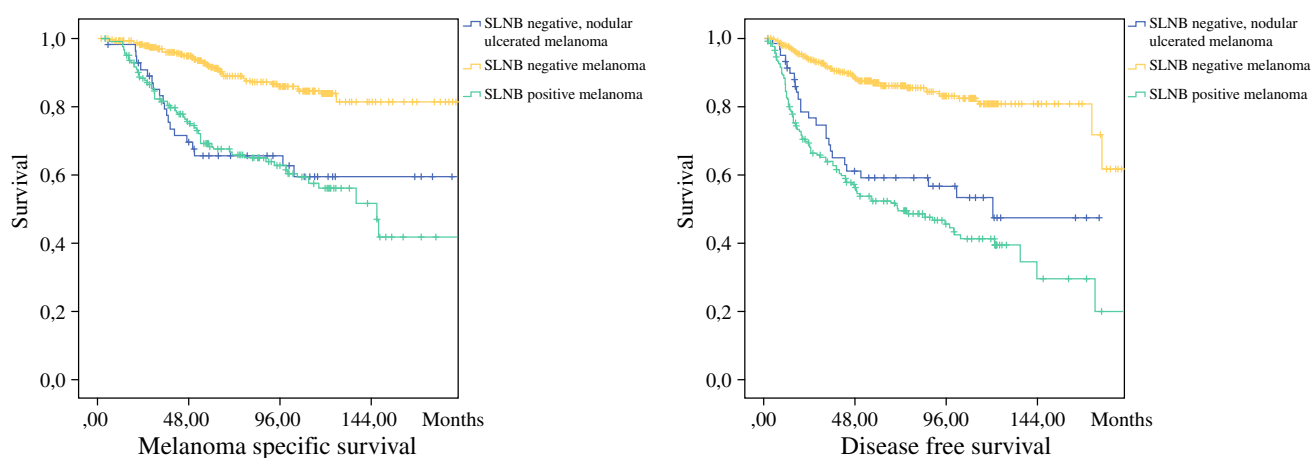 SLNB negative, nodular
ulcerated melanoma
SLNB negative melanoma
SLNB positive melanoma
1,0
0,8
0,6
0,4
0,2
0,0
Survival
,00
48,00
96,00
144,00
Months
Melanoma specific survival
SLNB negative, nodular
ulcerated melanoma
SLNB negative melanoma
SLNB positive melanoma
1,0
0,8
0,6
0,4
0,2
0,0
Survival
,00
48,00
96,00
144,00
Months
Disease free survival